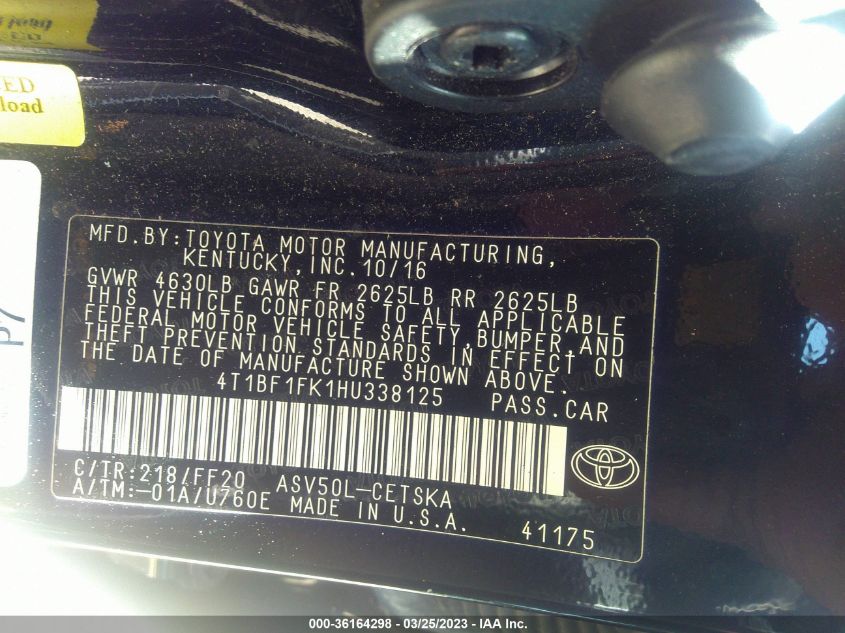 ED
load
P7
MFD.BY:TOYOTA MOTOR MANUFACTURING,
KENTUCKY,INC.10/16
GVWR 4630LB GAWR FR 2625LB RR 2625LB
THIS VEHICLE CONFORMS TO ALL APPLICABLE
FEDERAL MOTOR VEHICLE SAFETY,BUMPER,AND
THEFT PREVENTION STANDARDS IN EFFECT ON
THE DATE OF MANUFACTURE SHOWN ABOVE.
4T1BF1FK1HU338125 PASS.CAR
C/TR:218/FF20 ASV50L-CETSKA
A/TM:-01A/U760E MADE IN U.S.A.
41175
000-36164298 - 03/25/2023 - IAA Inc.